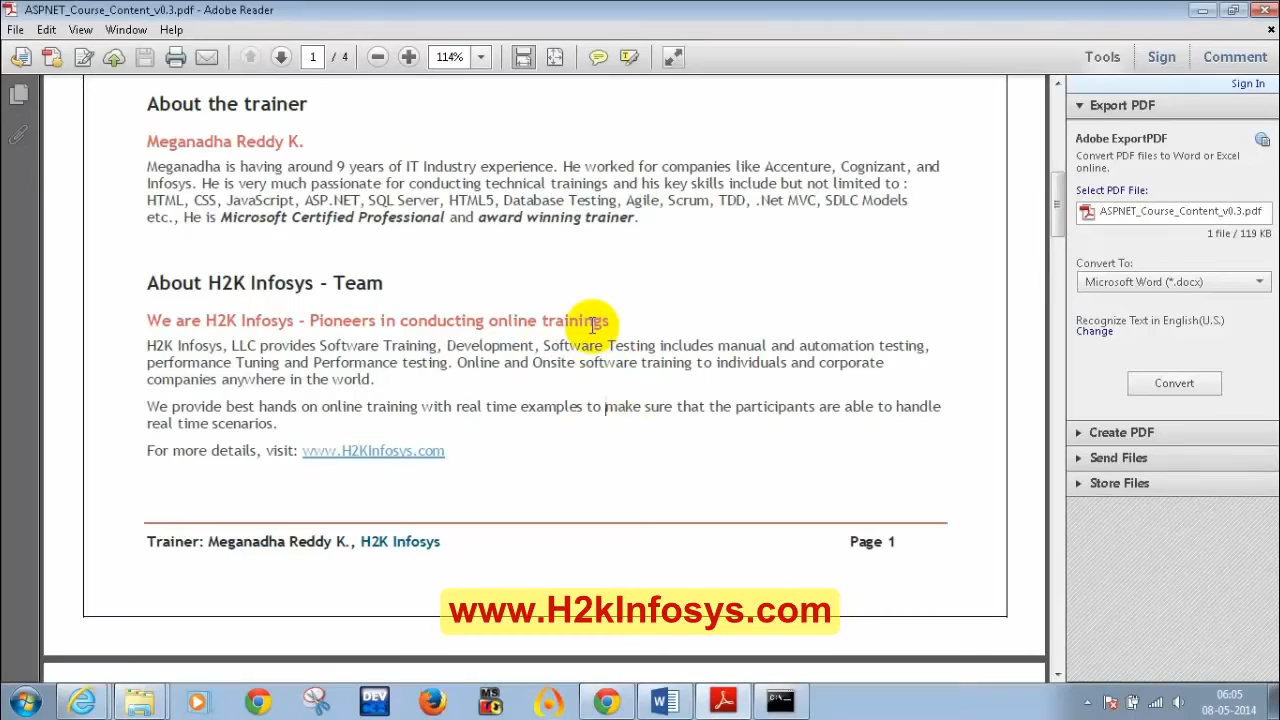 ASPNET_Course_Content_v0.3.pdf - Adobe Reader
File Edit View Window Help
1 / 4 114% Tools Sign Comment
Sign In
About the trainer
Meganadha Reddy K.
Meganadha is having around 9 years of IT Industry experience. He worked for companies like Accenture, Cognizant, and
Infosys. He is very much passionate for conducting technical trainings and his key skills include but not limited to :
HTML, CSS, JavaScript, ASP.NET, SQL Server, HTML5, Database Testing, Agile, Scrum, TDD, .Net MVC, SDLC Models
etc., He is Microsoft Certified Professional and award winning trainer.
About H2K Infosys - Team
We are H2K Infosys - Pioneers in conducting online trainings
H2K Infosys, LLC provides Software Training, Development, Software Testing includes manual and automation testing,
performance Tuning and Performance testing. Online and Onsite software training to individuals and corporate
companies anywhere in the world.
We provide best hands on online training with real time examples to make sure that the participants are able to handle
real time scenarios.
For more details, visit: www.H2KInfosys.com
Trainer: Meganadha Reddy K., H2K Infosys Page 1
www.H2kInfosys.com
Export PDF
Adobe ExportPDF
Convert PDF files to Word or Excel
online.
Select PDF File:
ASPNET_Course_Content_v0.3.pdf
1 file / 119 KB
Convert To:
Microsoft Word (*.docx)
Recognize Text in English(U.S.)
Change
Convert
Create PDF
Send Files
Store Files
DEV
MS
06:05
08-05-2014